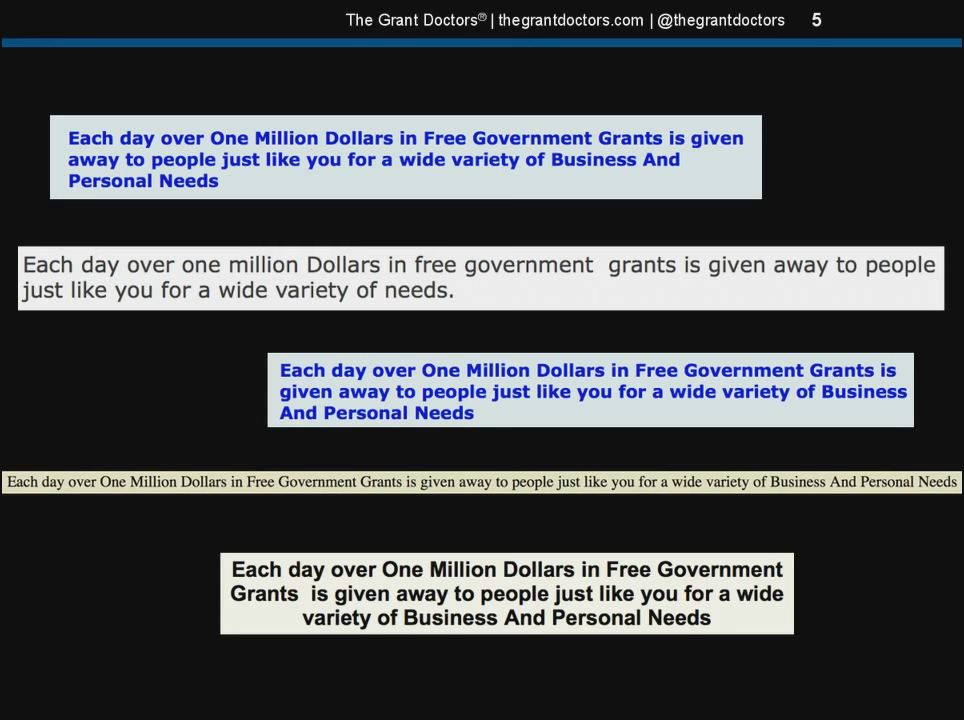 The Grant Doctors® | thegrantdoctors.com | @thegrantdoctors 5
Each day over One Million Dollars in Free Government Grants is given
away to people just like you for a wide variety of Business And
Personal Needs
Each day over one million Dollars in free government  grants is given away to people
just like you for a wide variety of needs.
Each day over One Million Dollars in Free Government Grants is
given away to people just like you for a wide variety of Business
And Personal Needs
Each day over One Million Dollars in Free Government Grants is given away to people just like you for a wide variety of Business And Personal Needs
Each day over One Million Dollars in Free Government
Grants  is given away to people just like you for a wide
variety of Business And Personal Needs